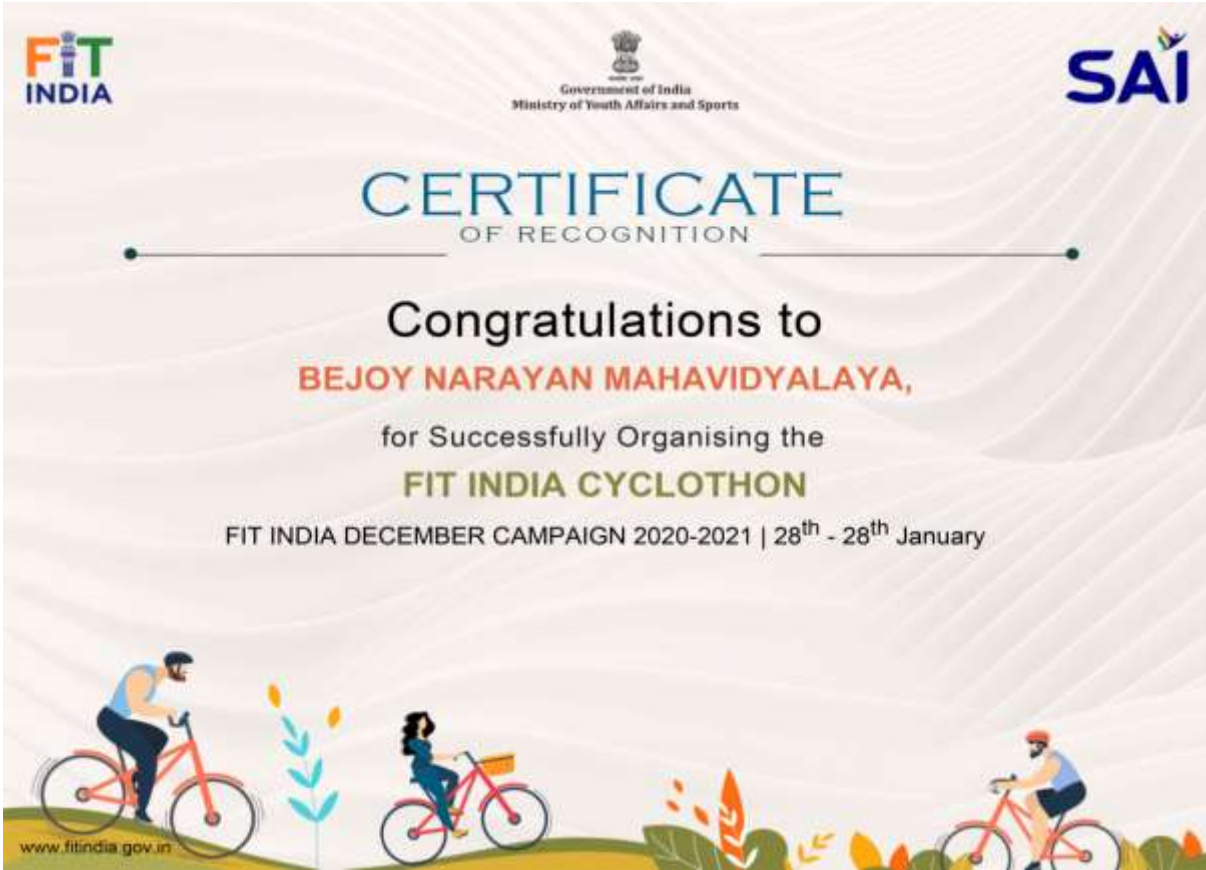 FIT
INDIA
Government of India
Ministry of Youth Affairs and Sports
SAI
CERTIFICATE
OF RECOGNITION
Congratulations to
BEJOY NARAYAN MAHAVIDYALAYA,
for Successfully Organising the
FIT INDIA CYCLOTHON
FIT INDIA DECEMBER CAMPAIGN 2020-2021 | 28th - 28th January
www.fitindia.gov.in